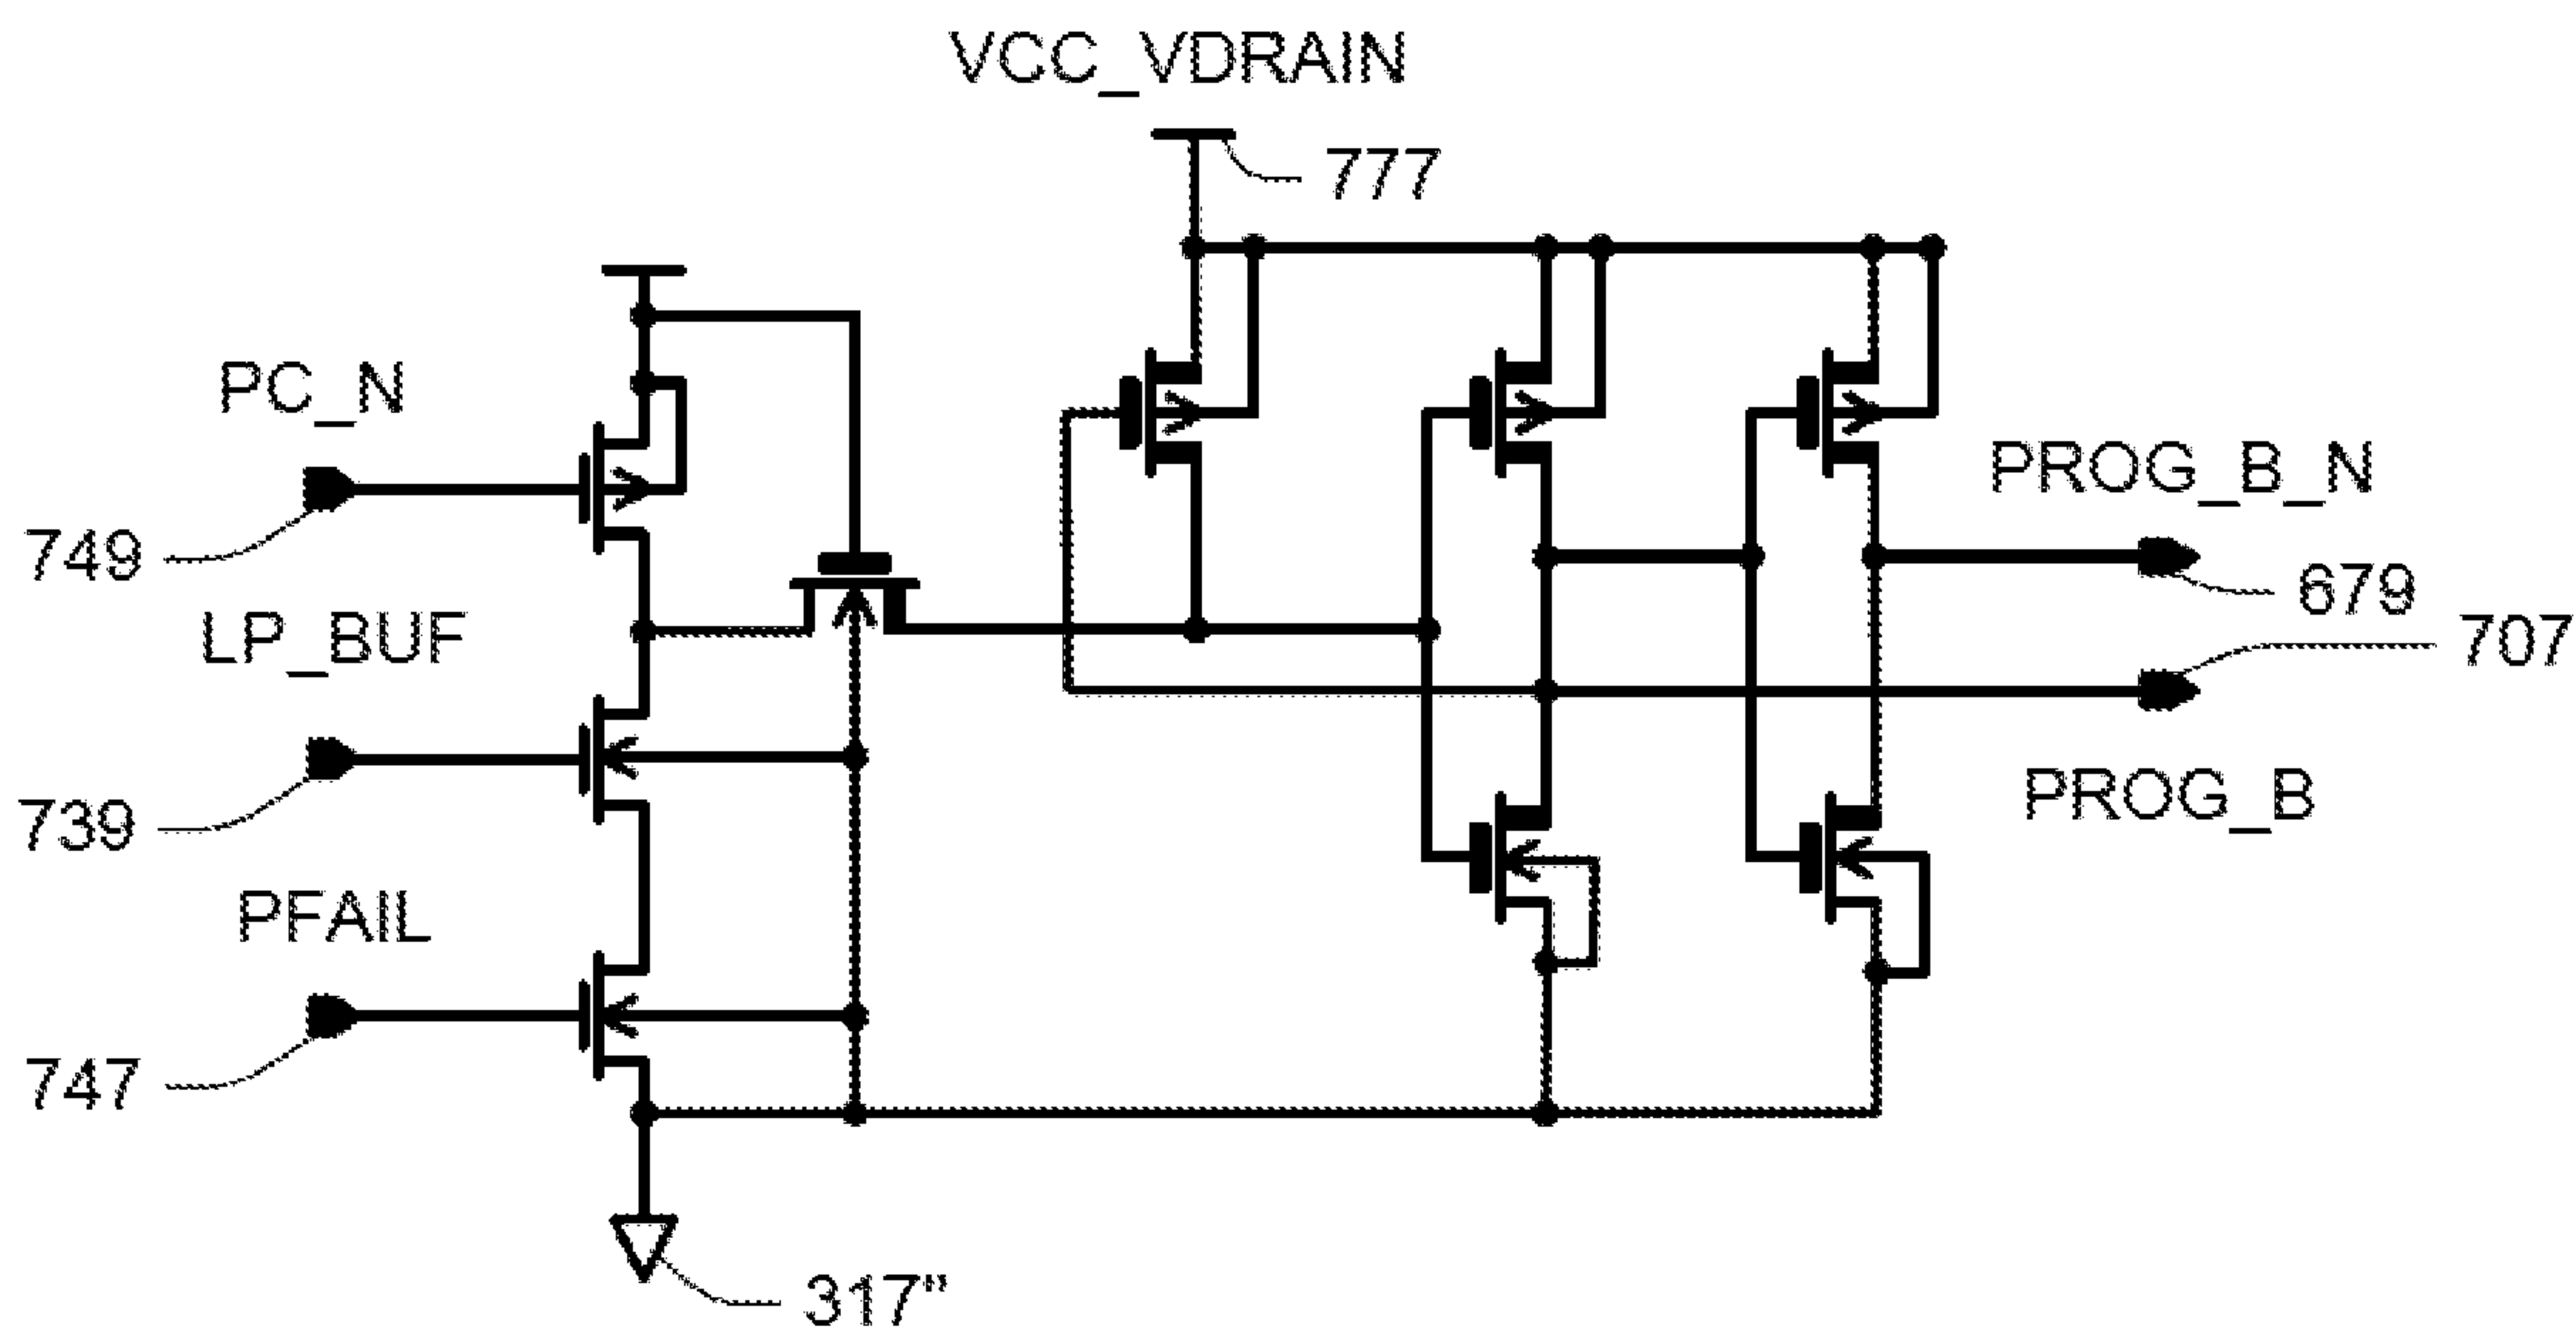 VCC_VDRAIN
777
PC_N
749
PROG_B_N
679
LP_BUF
707
739
PROG_B
PFAIL
747
317"